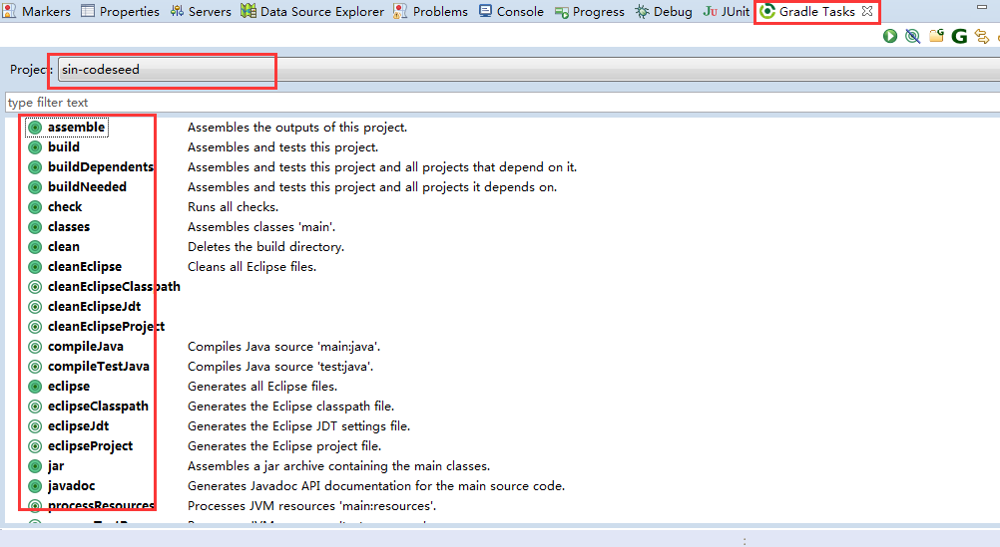 Markers Properties Servers Data Source Explorer Problems Console Progress Debug JUnit Gradle Tasks
Project: sin-codeseed
type filter text
assemble Assembles the outputs of this project.
build Assembles and tests this project.
buildDependents Assembles and tests this project and all projects that depend on it.
buildNeeded Assembles and tests this project and all projects it depends on.
check Runs all checks.
classes Assembles classes 'main'.
clean Deletes the build directory.
cleanEclipse Cleans all Eclipse files.
cleanEclipseClasspath
cleanEclipseJdt
cleanEclipseProject
compileJava Compiles Java source 'main:java'.
compileTestJava Compiles Java source 'test:java'.
eclipse Generates all Eclipse files.
eclipseClasspath Generates the Eclipse classpath file.
eclipseJdt Generates the Eclipse JDT settings file.
eclipseProject Generates the Eclipse project file.
jar Assembles a jar archive containing the main classes.
javadoc Generates Javadoc API documentation for the main source code.
processResources Processes JVM resources 'main:resources'.